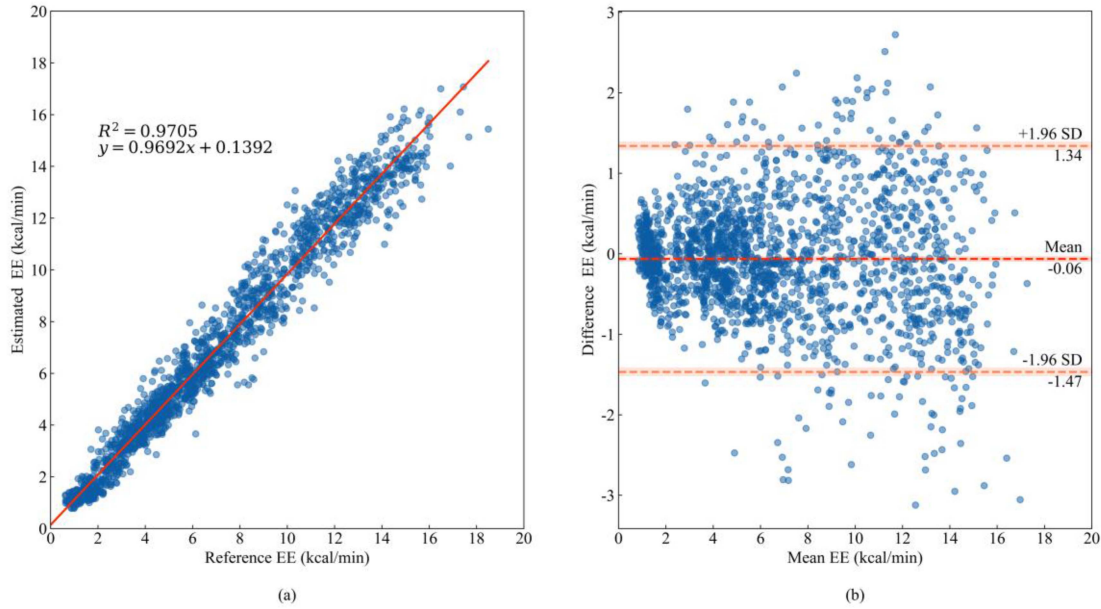 20
18
16
14
12
10
8
6
4
2
0
Estimated EE (kcal/min)
R² = 0.9705
y = 0.9692x + 0.1392
0 2 4 6 8 10 12 14 16 18 20
Reference EE (kcal/min)
(a)
3
2
1
0
-1
-2
-3
Difference EE (kcal/min)
+1.96 SD
1.34
Mean
-0.06
-1.96 SD
-1.47
0 2 4 6 8 10 12 14 16 18 20
Mean EE (kcal/min)
(b)